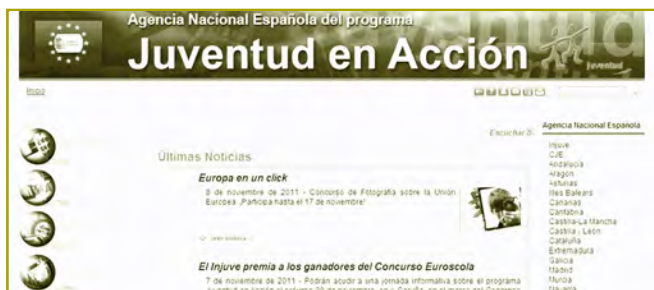 Agencia Nacional Española del programa
Juventud en Acción
juventud
Inicio
Escuchar
Agencia Nacional Española
Últimas Noticias
Injuve
CJE
Europa en un click
Andalucía
Aragon
8 de noviembre de 2011 - Concurso de Fotografía sobre la Unión
Asturias
Europea ¡Participa hasta el 17 de noviembre!
Illes Balears
Canarias
Cantabria
Castilla-La Mancha
Castilla y León
Cataluña
Extremadura
El Injuve premia a los ganadores del Concurso Euroscola
Galicia
Madrid
7 de noviembre de 2011 - Podrán acudir a una jornada informativa sobre el programa
Murcia